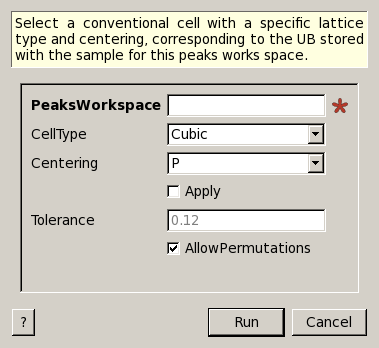 Select a conventional cell with a specific lattice
type and centering, corresponding to the UB stored
with the sample for this peaks works space.
PeaksWorkspace *
CellType Cubic
Centering P
Apply
Tolerance 0.12
AllowPermutations
? Run Cancel